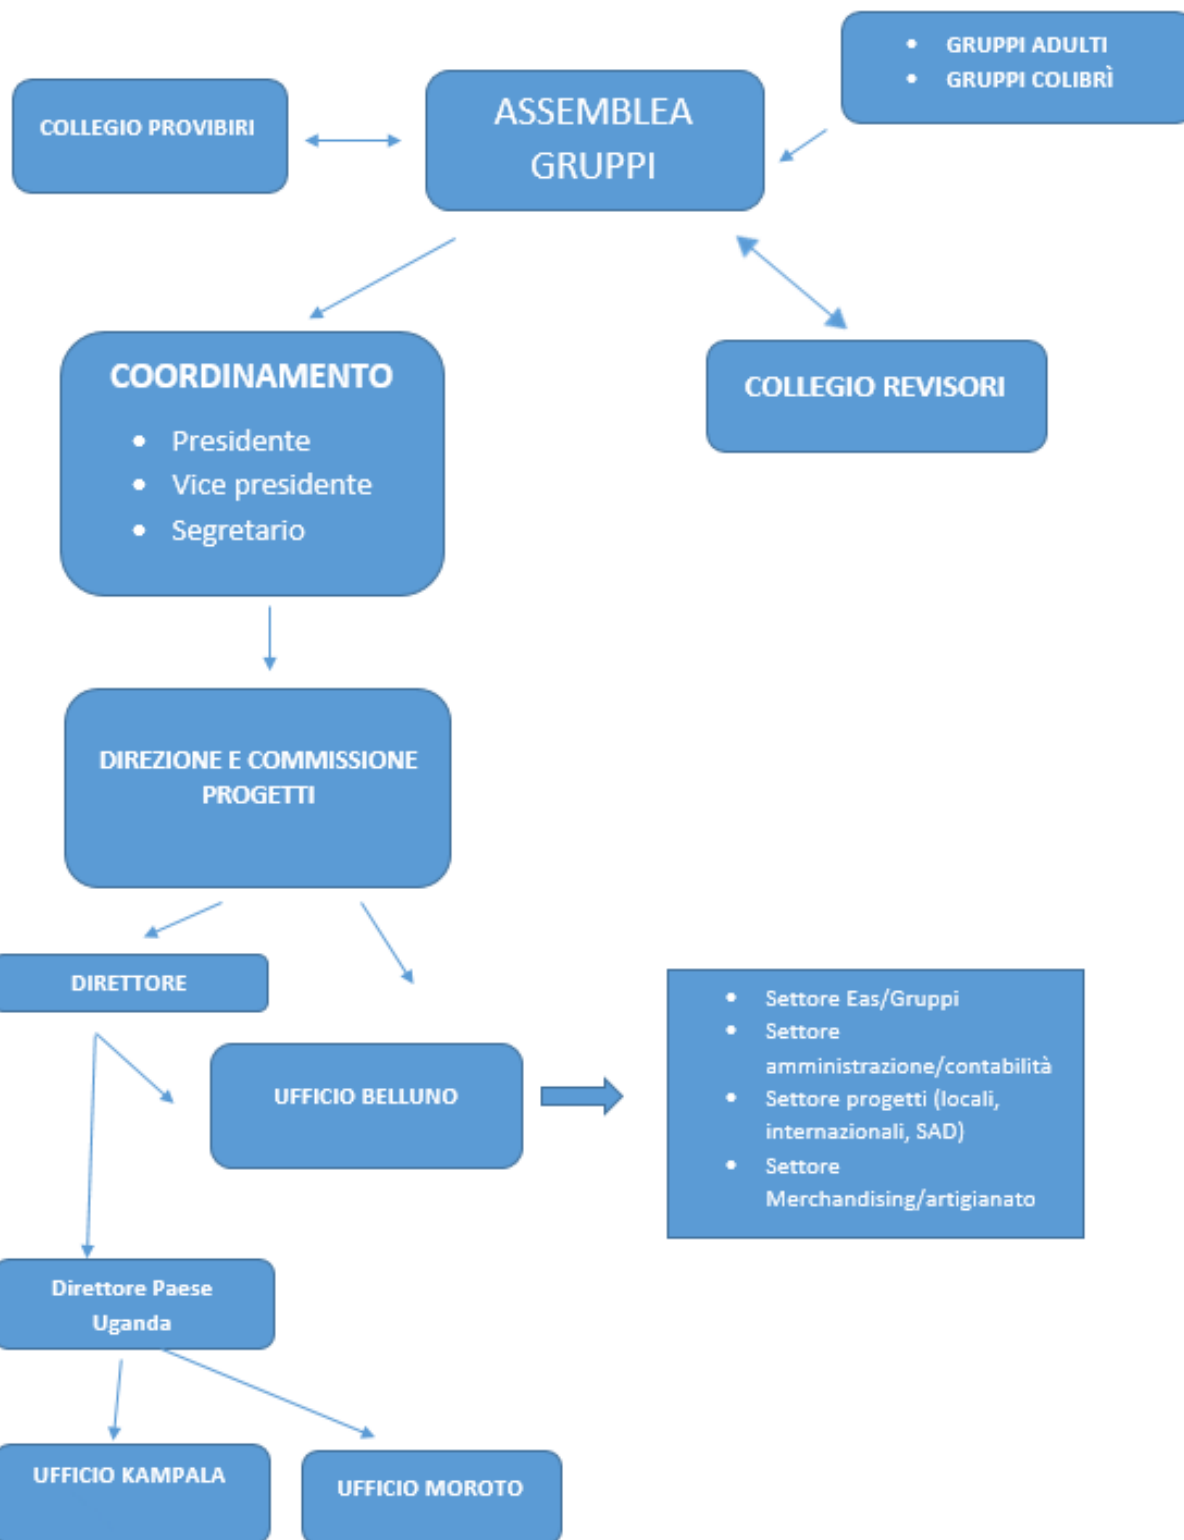 • GRUPPI ADULTI
• GRUPPI COLIBRÌ
COLLEGIO PROVIBIRI
ASSEMBLEA
GRUPPI
COORDINAMENTO
• Presidente
• Vice presidente
• Segretario
COLLEGIO REVISORI
DIREZIONE E COMMISSIONE
PROGETTI
DIRETTORE
UFFICIO BELLUNO
• Settore Eas/Gruppi
• Settore
amministrazione/contabilità
• Settore progetti (locali,
internazionali, SAD)
• Settore
Merchandising/artigianato
Direttore Paese
Uganda
UFFICIO KAMPALA
UFFICIO MOROTO